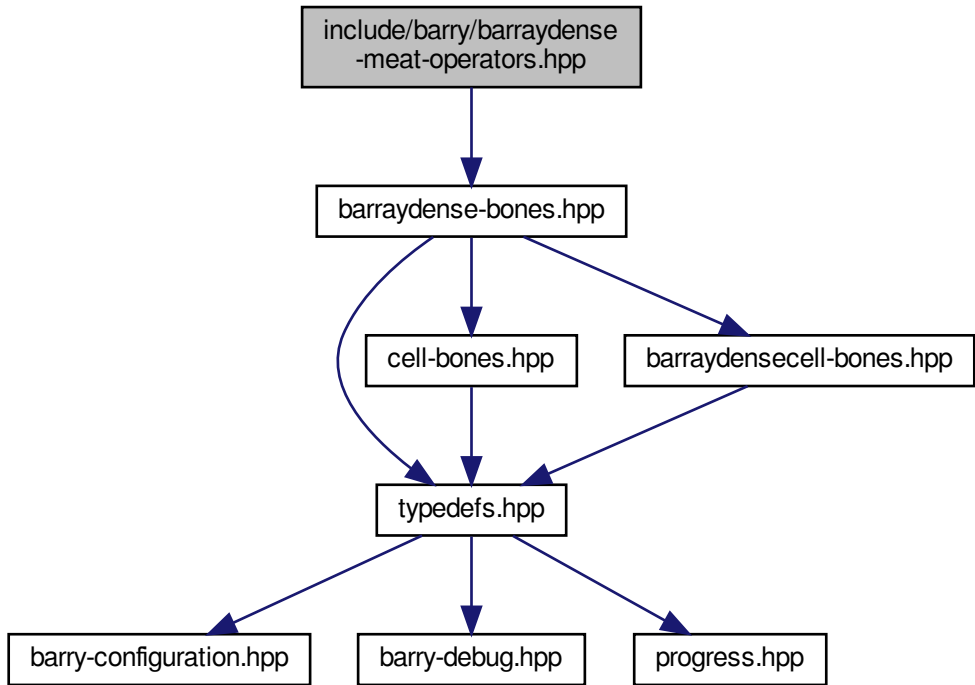 include/barry/barraydense
-meat-operators.hpp
barraydense-bones.hpp
cell-bones.hpp
barraydensecell-bones.hpp
typedefs.hpp
barry-configuration.hpp
barry-debug.hpp
progress.hpp